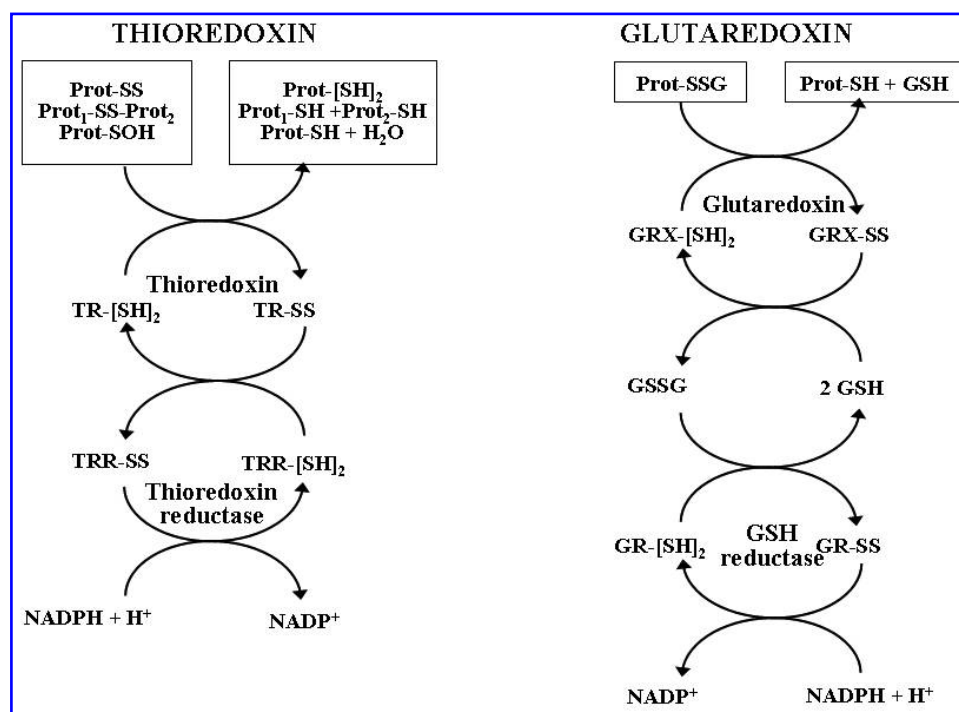 THIOREDOXIN
Prot-SS
Prot₁-SS-Prot₂
Prot-SOH
Prot-[SH]₂
Prot₁-SH +Prot₂-SH
Prot-SH + H₂O
Thioredoxin
TR-[SH]₂
TR-SS
TRR-SS
TRR-[SH]₂
Thioredoxin
reductase
NADPH + H⁺
NADP⁺
GLUTAREDOXIN
Prot-SSG
Prot-SH + GSH
Glutaredoxin
GRX-[SH]₂
GRX-SS
GSSG
2 GSH
GR-[SH]₂
GSH
reductase
GR-SS
NADP⁺
NADPH + H⁺